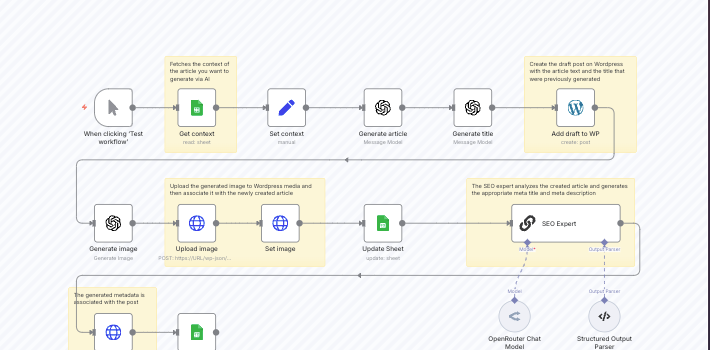 Fetches the context of
the article you want to
generate via AI
Create the draft post on Wordpress
with the article text and the title that
were previously generated
When clicking 'Test
workflow'
Get context
read: sheet
Set context
manual
Generate article
Message Model
Generate title
Message Model
Add draft to WP
create: post
Upload the generated image to Wordpress media and
then associate it with the newly created article
The SEO expert analyzes the created article and generates
the appropriate meta title and meta description
Generate image
Generate Image
Upload image
POST: https://URL/wp-json/...
Set image
Update Sheet
update: sheet
SEO Expert
Model*
Output Parser
The generated metadata is
associated with the post
Model
Output Parser
OpenRouter Chat
Model
Structured Output
Parser